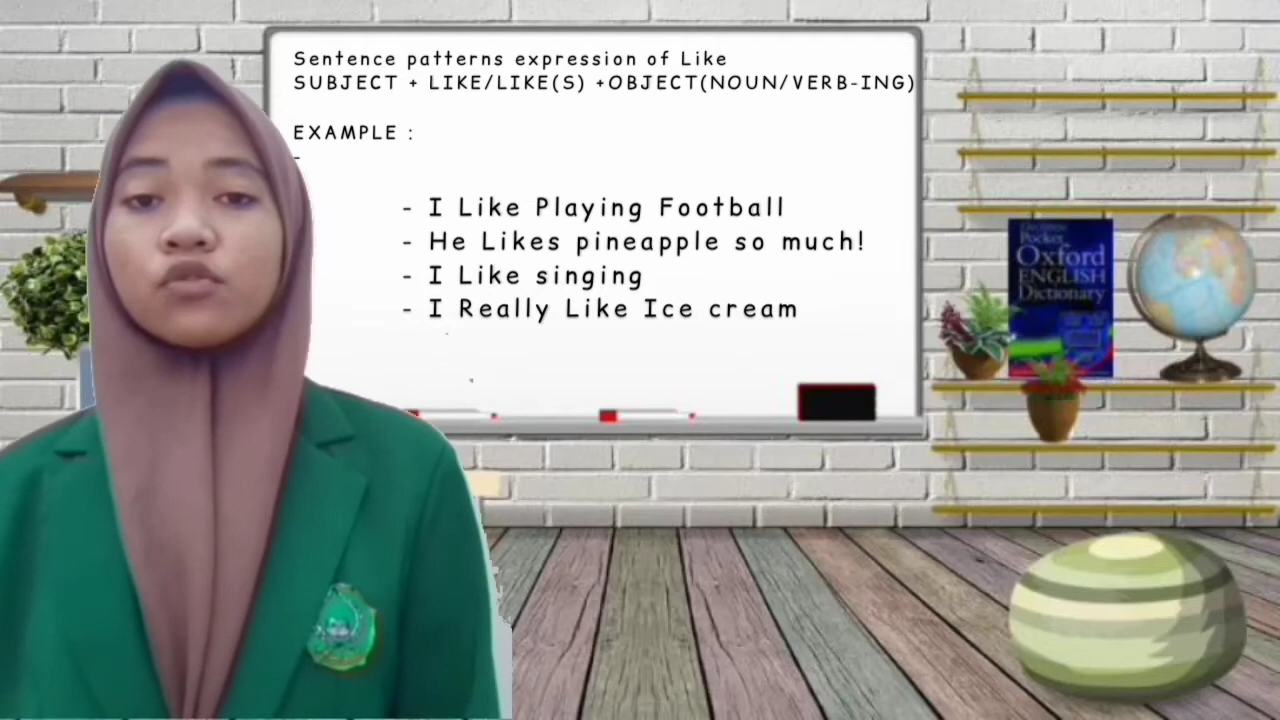 Sentence patterns expression of Like
SUBJECT + LIKE/LIKE(S) +OBJECT(NOUN/VERB-ING)
EXAMPLE :
-
- I Like Playing Football
- He Likes pineapple so much!
- I Like singing
- I Really Like Ice cream
Pocket
Oxford
ENGLISH
Dictionary